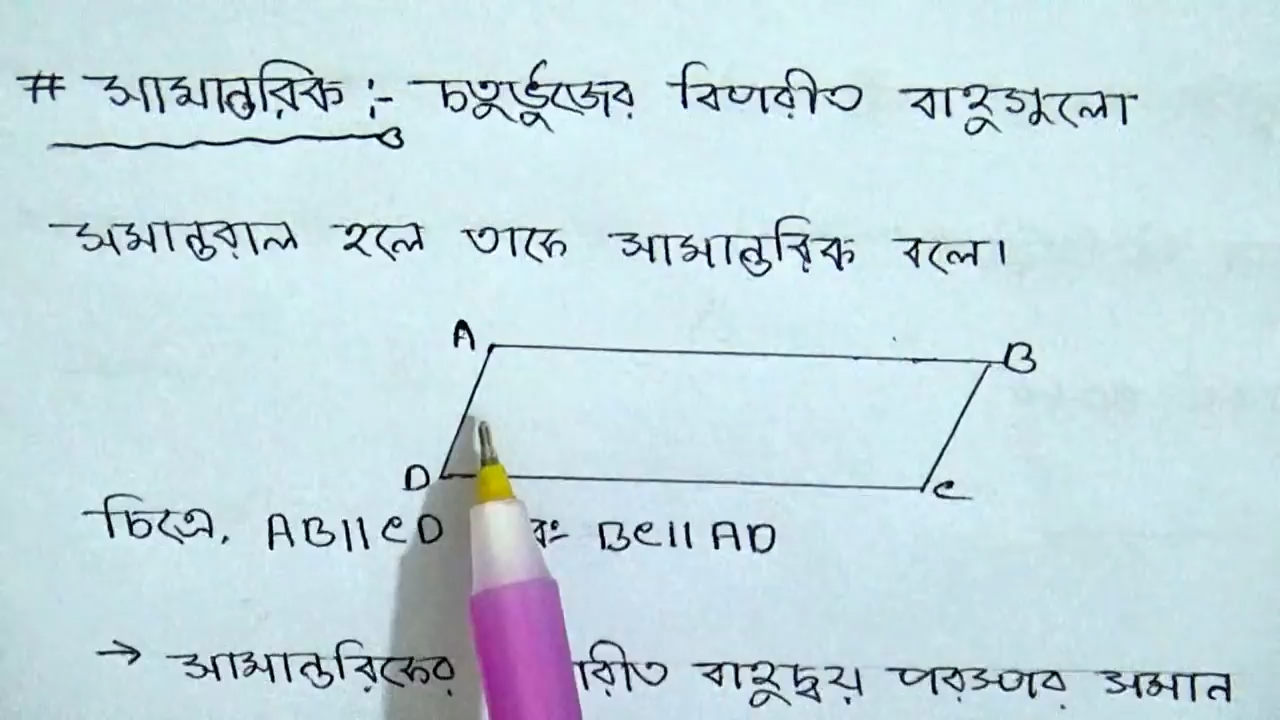 # সামান্তরিক :- চতুর্ভুজের বিপরীত বাহুগুলো
সমান্তরাল হলে তাকে সামান্তরিক বলে।
A
B
D
C
চিত্রে, AB||CD বং BC||AD
→ সামান্তরিকের রীত বাহুদ্বয় পরস্পর সমান